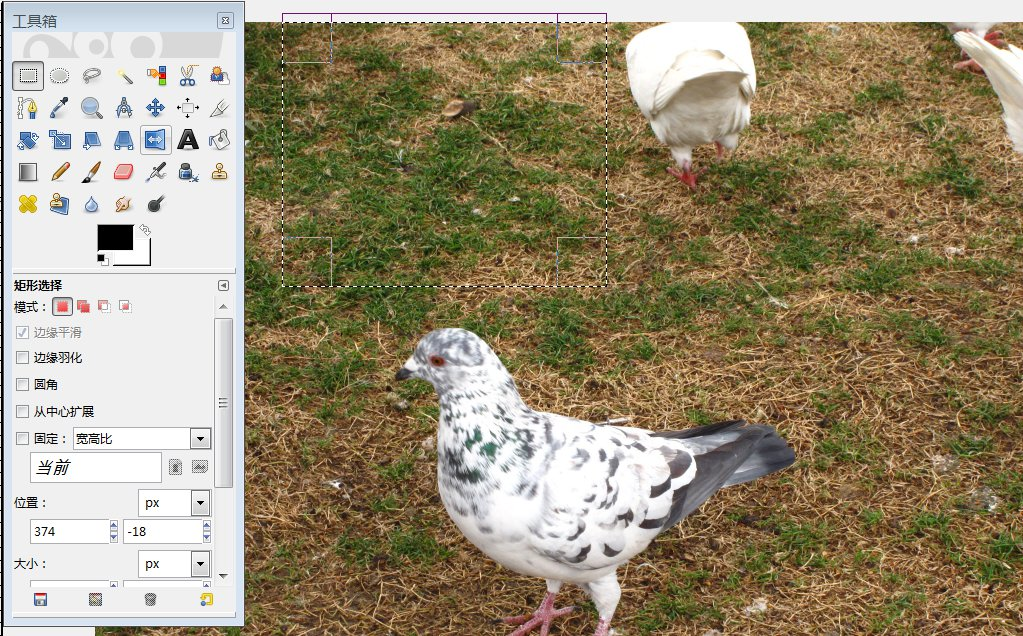 工具箱
矩形选择
模式：
边缘平滑
边缘羽化
圆角
从中心扩展
固定： 宽高比
当前
位置： px
374 -18
大小： px